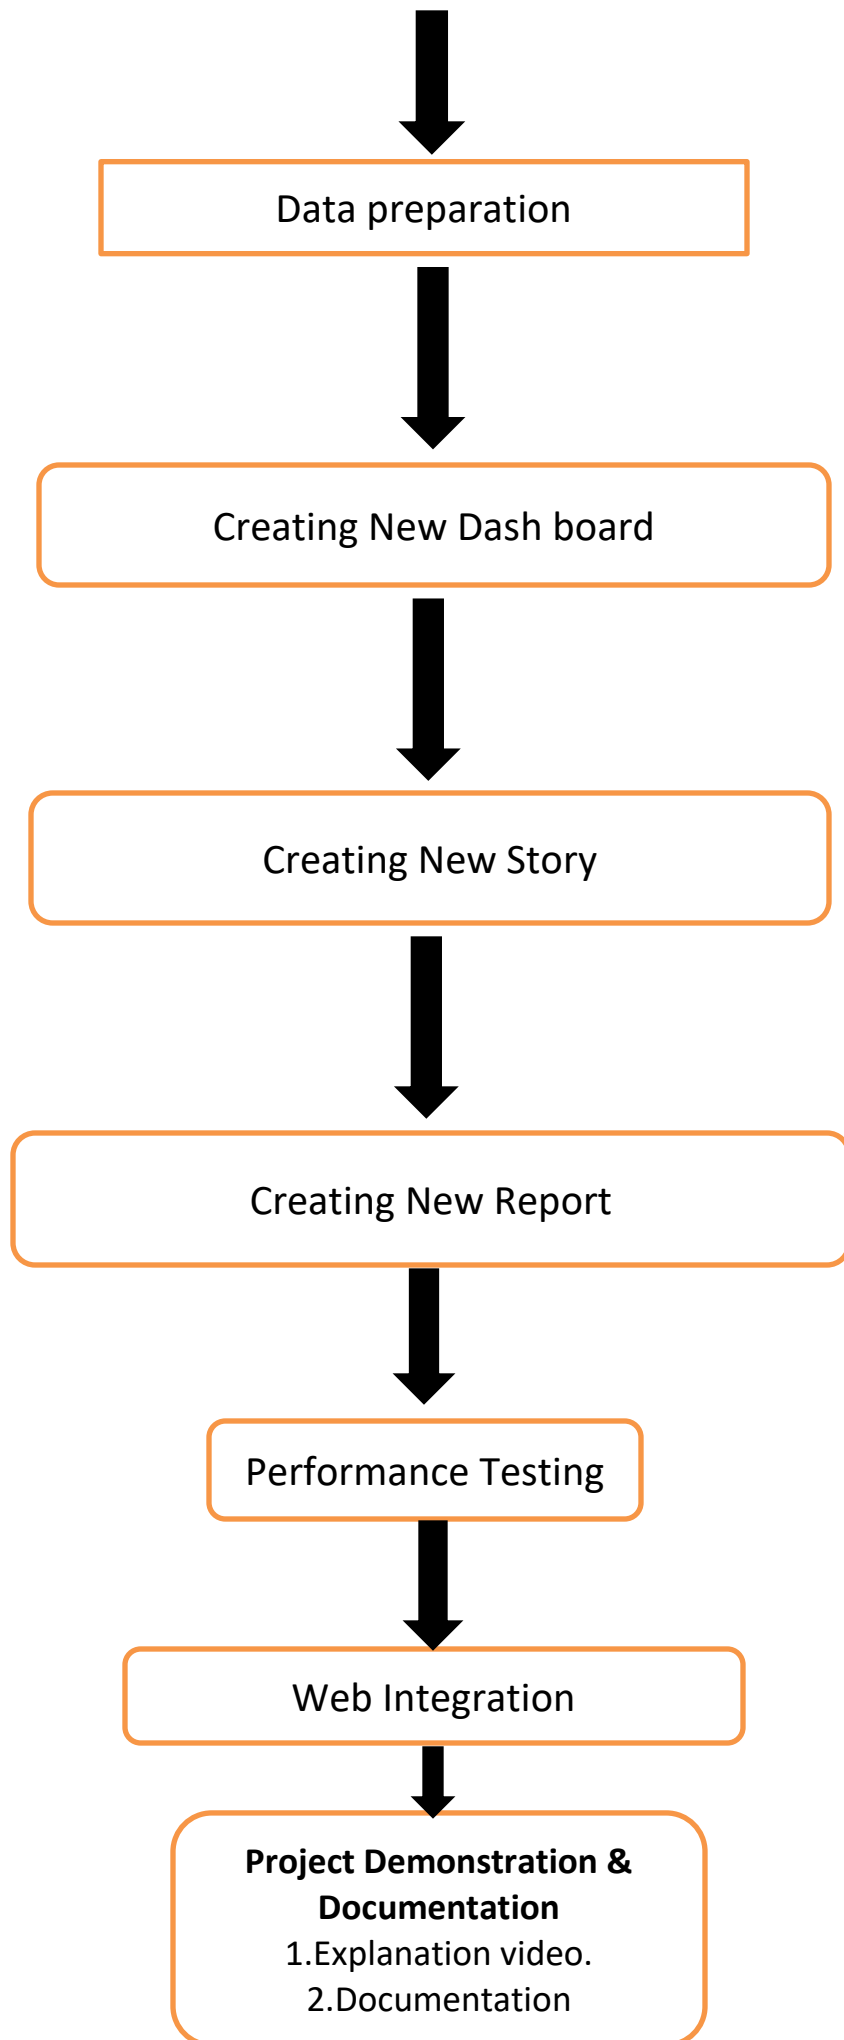 Data preparation
Creating New Dash board
Creating New Story
Creating New Report
Performance Testing
Web Integration
Project Demonstration &
Documentation
1.Explanation video.
2.Documentation